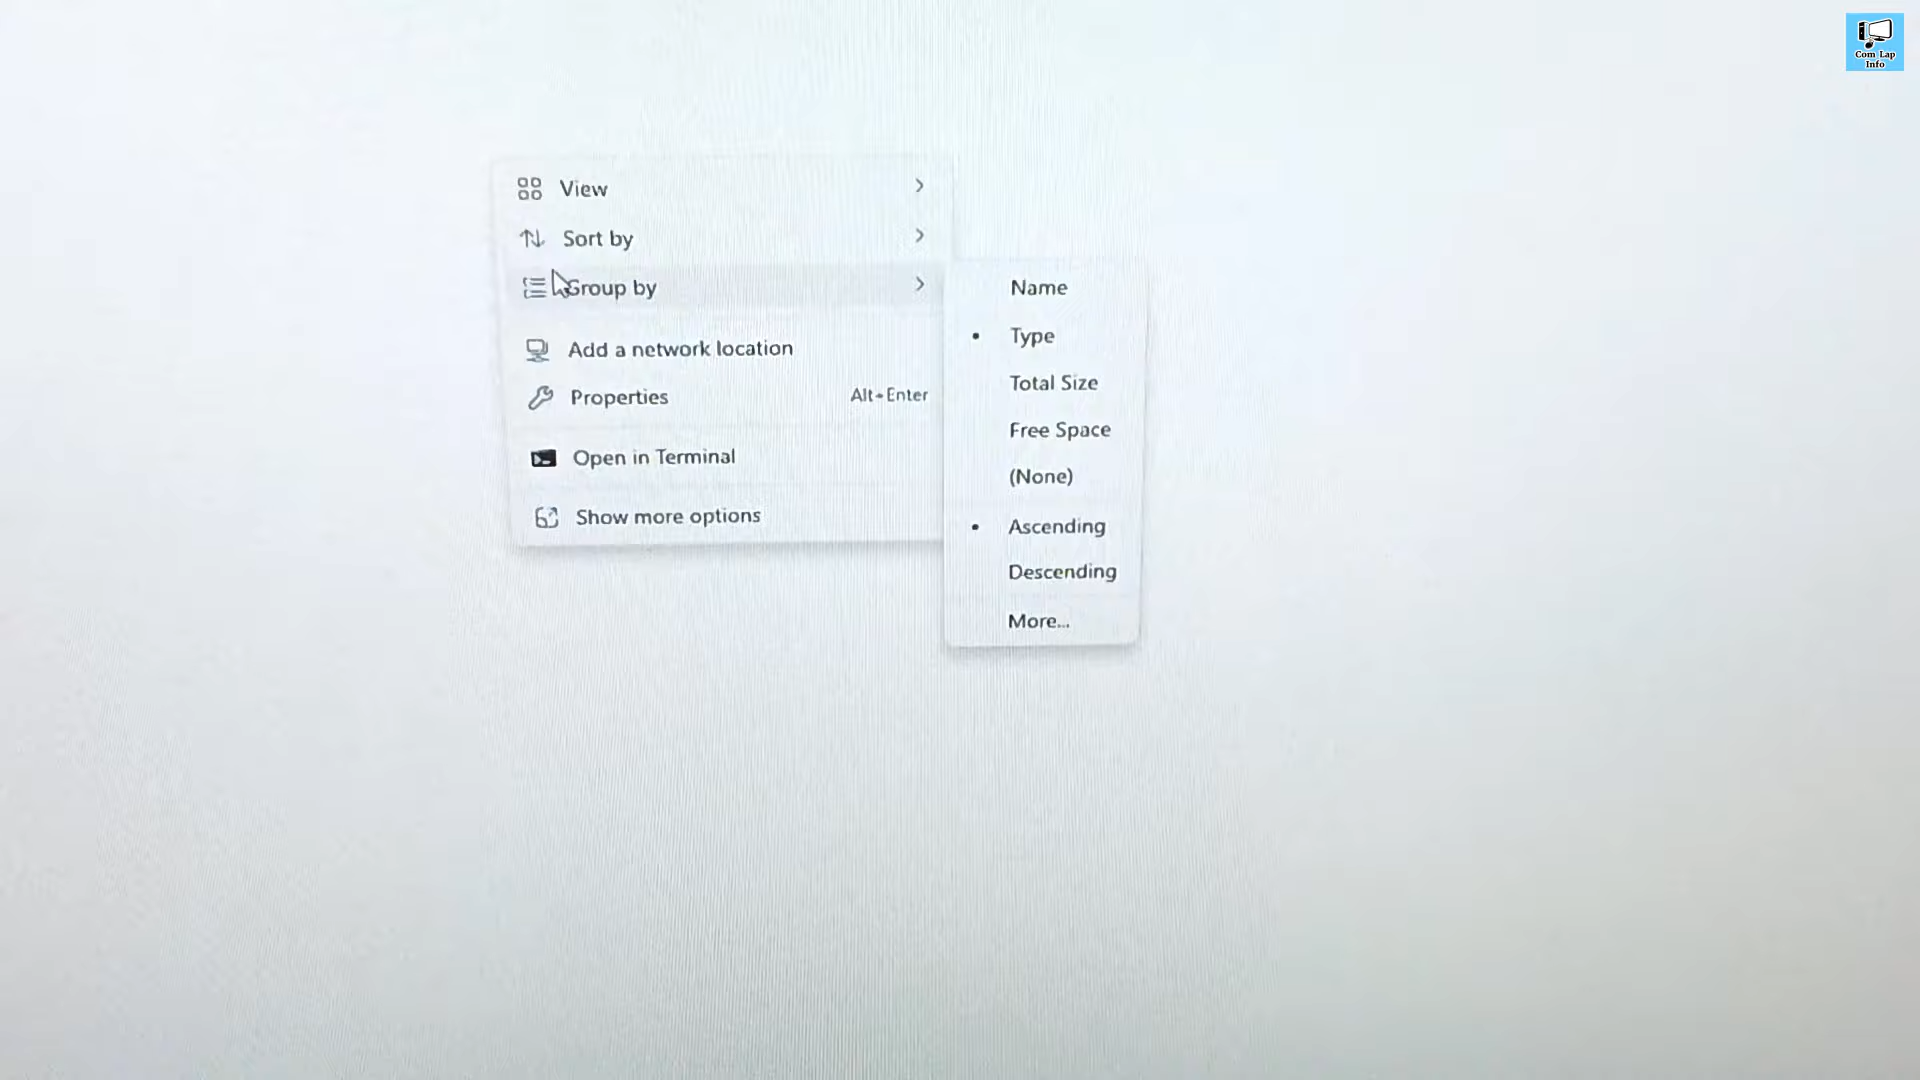 Com Lap
Info
View
Sort by
Group by
Add a network location
Properties
Alt+Enter
Open in Terminal
Show more options
Name
Type
Total Size
Free Space
(None)
Ascending
Descending
More...